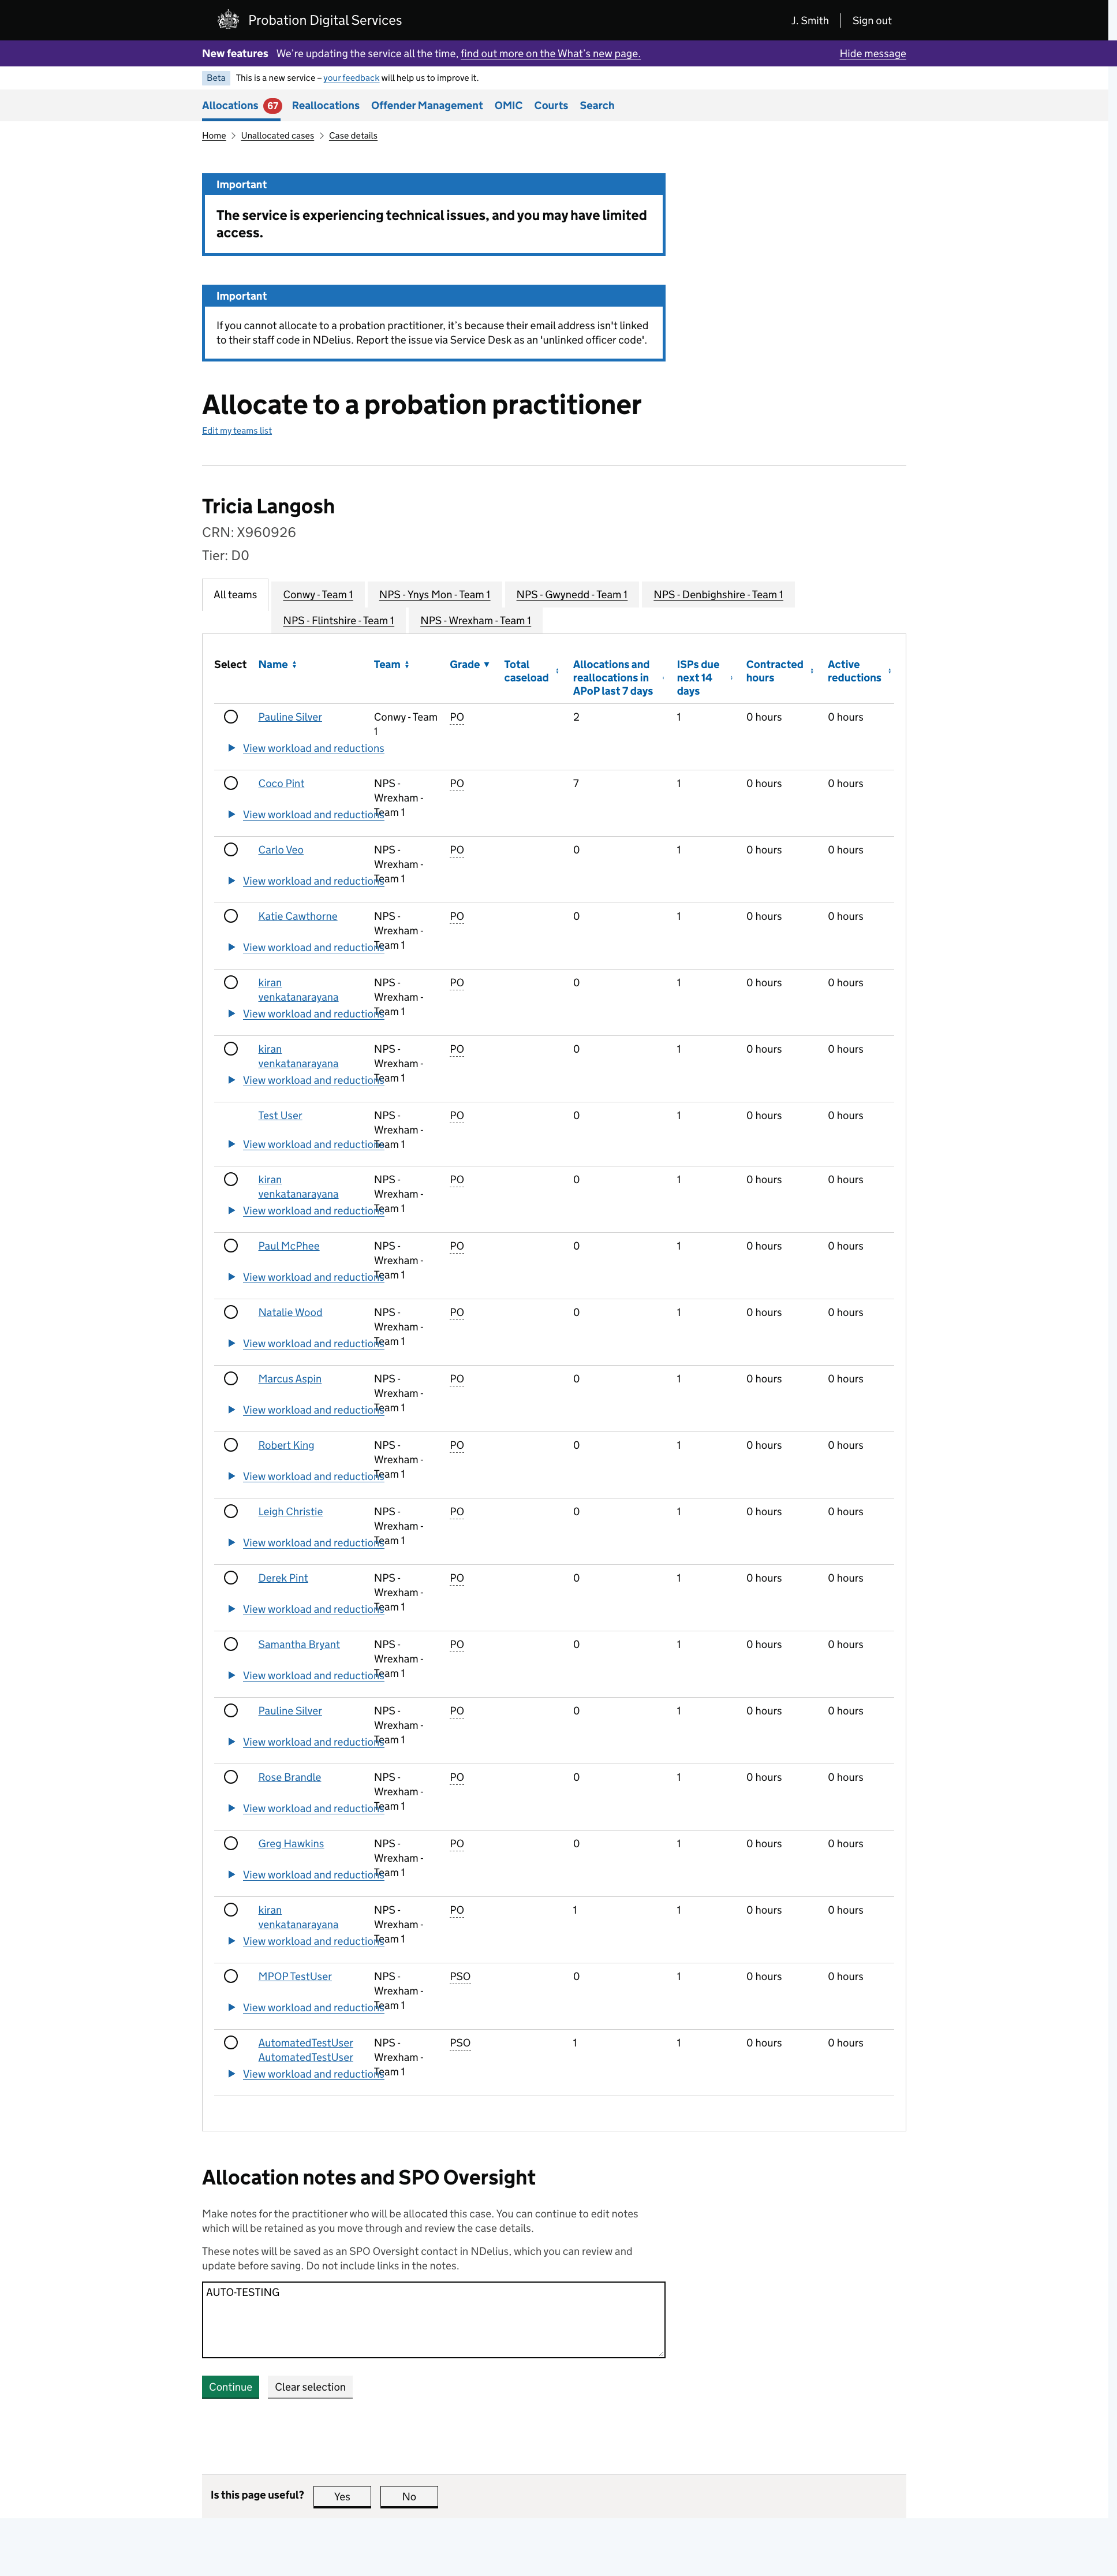 Probation Digital Services
J. Smith
Sign out
New features We're updating the service all the time, find out more on the What's new page.
Hide message
Beta This is a new service – your feedback will help us to improve it.
Allocations 67 Reallocations Offender Management OMIC Courts Search
Home > Unallocated cases > Case details
Important
The service is experiencing technical issues, and you may have limited
access.
Important
If you cannot allocate to a probation practitioner, it's because their email address isn't linked
to their staff code in NDelius. Report the issue via Service Desk as an 'unlinked officer code'.
Allocate to a probation practitioner
Edit my teams list
Tricia Langosh
CRN: X960926
Tier: D0
All teams Conwy - Team 1 NPS - Ynys Mon - Team 1 NPS - Gwynedd - Team 1 NPS - Denbighshire - Team 1
NPS - Flintshire - Team 1 NPS - Wrexham - Team 1
Select Name Team Grade Total caseload Allocations and reallocations in APoP last 7 days ISPs due next 14 days Contracted hours Active reductions
Pauline Silver Conwy - Team 1 PO 2 1 0 hours 0 hours
View workload and reductions
Coco Pint NPS - Wrexham - Team 1 PO 7 1 0 hours 0 hours
View workload and reductions
Carlo Veo NPS - Wrexham - Team 1 PO 0 1 0 hours 0 hours
View workload and reductions
Katie Cawthorne NPS - Wrexham - Team 1 PO 0 1 0 hours 0 hours
View workload and reductions
kiran venkatanarayana NPS - Wrexham - Team 1 PO 0 1 0 hours 0 hours
View workload and reductions
kiran venkatanarayana NPS - Wrexham - Team 1 PO 0 1 0 hours 0 hours
View workload and reductions
Test User NPS - Wrexham - Team 1 PO 0 1 0 hours 0 hours
View workload and reductions
kiran venkatanarayana NPS - Wrexham - Team 1 PO 0 1 0 hours 0 hours
View workload and reductions
Paul McPhee NPS - Wrexham - Team 1 PO 0 1 0 hours 0 hours
View workload and reductions
Natalie Wood NPS - Wrexham - Team 1 PO 0 1 0 hours 0 hours
View workload and reductions
Marcus Aspin NPS - Wrexham - Team 1 PO 0 1 0 hours 0 hours
View workload and reductions
Robert King NPS - Wrexham - Team 1 PO 0 1 0 hours 0 hours
View workload and reductions
Leigh Christie NPS - Wrexham - Team 1 PO 0 1 0 hours 0 hours
View workload and reductions
Derek Pint NPS - Wrexham - Team 1 PO 0 1 0 hours 0 hours
View workload and reductions
Samantha Bryant NPS - Wrexham - Team 1 PO 0 1 0 hours 0 hours
View workload and reductions
Pauline Silver NPS - Wrexham - Team 1 PO 0 1 0 hours 0 hours
View workload and reductions
Rose Brandle NPS - Wrexham - Team 1 PO 0 1 0 hours 0 hours
View workload and reductions
Greg Hawkins NPS - Wrexham - Team 1 PO 0 1 0 hours 0 hours
View workload and reductions
kiran venkatanarayana NPS - Wrexham - Team 1 PO 1 1 0 hours 0 hours
View workload and reductions
MPOP TestUser NPS - Wrexham - Team 1 PSO 0 1 0 hours 0 hours
View workload and reductions
AutomatedTestUser AutomatedTestUser NPS - Wrexham - Team 1 PSO 1 1 0 hours 0 hours
View workload and reductions
Allocation notes and SPO Oversight
Make notes for the practitioner who will be allocated this case. You can continue to edit notes
which will be retained as you move through and review the case details.
These notes will be saved as an SPO Oversight contact in NDelius, which you can review and
update before saving. Do not include links in the notes.
AUTO-TESTING
Continue Clear selection
Is this page useful? Yes No